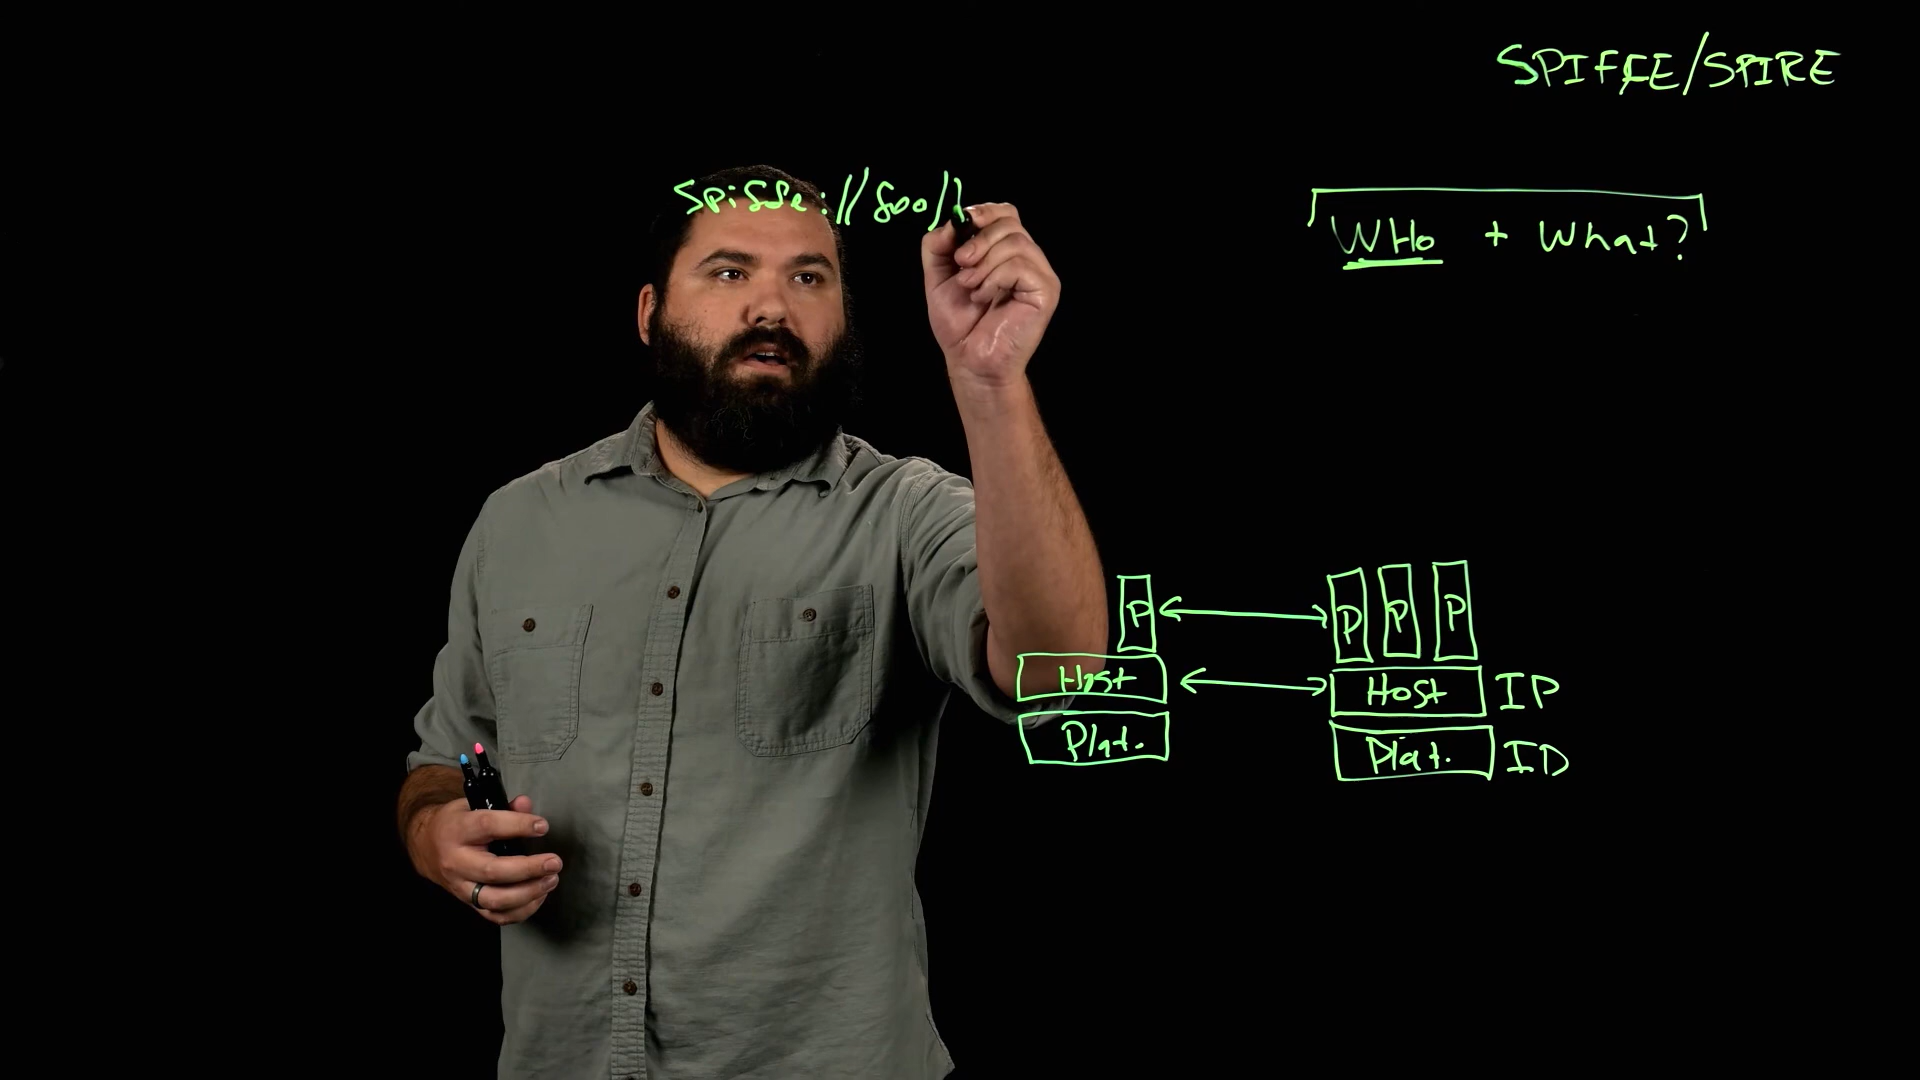 SPIFFE/SPIRE
spiffe://foo/
WHO + What?
P P P P
Host Host IP
Plat. Plat. ID